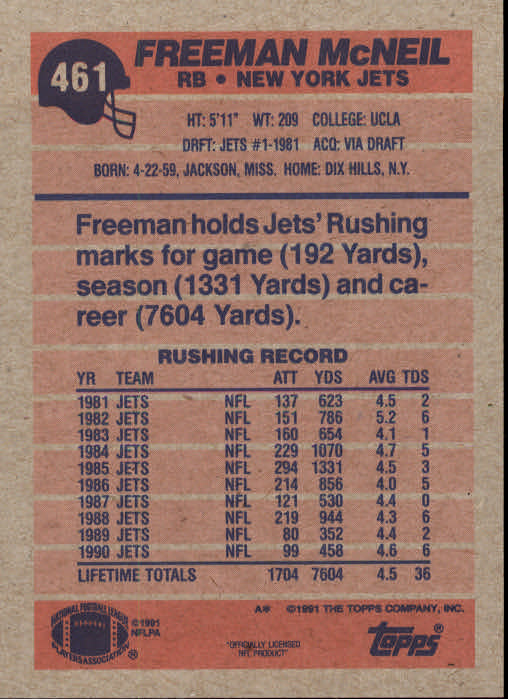 461
FREEMAN McNEIL
RB • NEW YORK JETS
HT: 5'11" WT: 209 COLLEGE: UCLA
DRFT: JETS #1-1981 ACQ: VIA DRAFT
BORN: 4-22-59, JACKSON, MISS. HOME: DIX HILLS, N.Y.
Freeman holds Jets' Rushing
marks for game (192 Yards),
season (1331 Yards) and ca-
reer (7604 Yards).
RUSHING RECORD
YR TEAM ATT YDS AVG TDS
1981 JETS NFL 137 623 4.5 2
1982 JETS NFL 151 786 5.2 6
1983 JETS NFL 160 654 4.1 1
1984 JETS NFL 229 1070 4.7 5
1985 JETS NFL 294 1331 4.5 3
1986 JETS NFL 214 856 4.0 5
1987 JETS NFL 121 530 4.4 0
1988 JETS NFL 219 944 4.3 6
1989 JETS NFL 80 352 4.4 2
1990 JETS NFL 99 458 4.6 6
LIFETIME TOTALS 1704 7604 4.5 36
A* ©1991 THE TOPPS COMPANY, INC.
NATIONAL FOOTBALL LEAGUE
PLAYERS ASSOCIATION ®
©1991
NFLPA
"OFFICIALLY LICENSED
NFL PRODUCT"
topps®